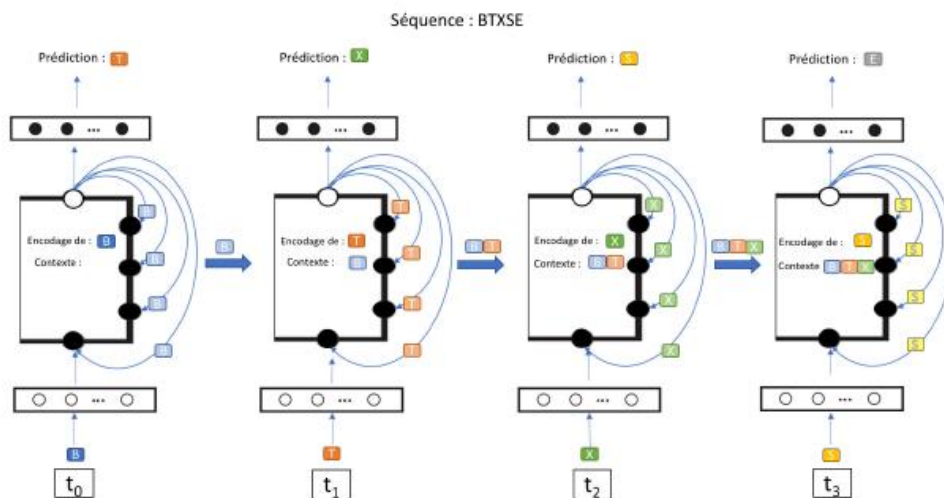 Séquence : BTXSE
Prédiction : T
Prédiction : X
Prédiction : S
Prédiction : E
B
T
X
S
Encodage de : B
B
B
Contexte :
B
B
B
Encodage de : T
T
Contexte : B
T
T
B T
Encodage de : X
X
Contexte : B T
X
X
B T X
Encodage de : S
S
Contexte B T X
S
S
B
T
X
S
t0
t1
t2
t3